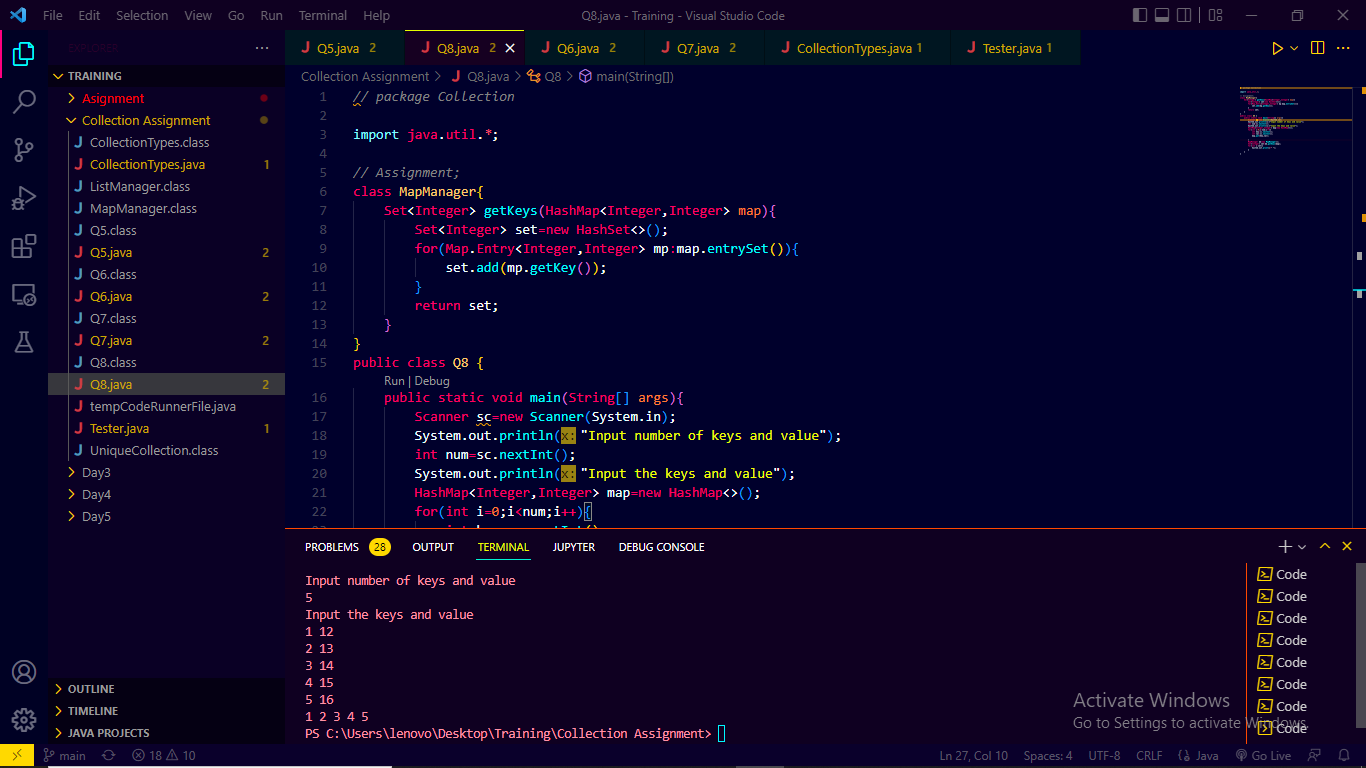 File Edit Selection View Go Run Terminal Help
Q8.java - Training - Visual Studio Code
EXPLORER
TRAINING
Asignment
Collection Assignment
CollectionTypes.class
CollectionTypes.java 1
ListManager.class
MapManager.class
Q5.class
Q5.java 2
Q6.class
Q6.java 2
Q7.class
Q7.java 2
Q8.class
Q8.java 2
tempCodeRunnerFile.java
Tester.java 1
UniqueCollection.class
Day3
Day4
Day5
OUTLINE
TIMELINE
JAVA PROJECTS
Q5.java 2 Q8.java 2 Q6.java 2 Q7.java 2 CollectionTypes.java 1 Tester.java 1
Collection Assignment > Q8.java > Q8 > main(String[])
1 // package Collection
2
3 import java.util.*;
4
5 // Assignment;
6 class MapManager{
7 Set<Integer> getKeys(HashMap<Integer,Integer> map){
8 Set<Integer> set=new HashSet<>();
9 for(Map.Entry<Integer,Integer> mp:map.entrySet()){
10 set.add(mp.getKey());
11 }
12 return set;
13 }
14 }
15 public class Q8 {
Run | Debug
16 public static void main(String[] args){
17 Scanner sc=new Scanner(System.in);
18 System.out.println(x: "Input number of keys and value");
19 int num=sc.nextInt();
20 System.out.println(x: "Input the keys and value");
21 HashMap<Integer,Integer> map=new HashMap<>();
22 for(int i=0;i<num;i++){
PROBLEMS 28 OUTPUT TERMINAL JUPYTER DEBUG CONSOLE
Input number of keys and value
5
Input the keys and value
1 12
2 13
3 14
4 15
5 16
1 2 3 4 5
PS C:\Users\lenovo\Desktop\Training\Collection Assignment>
Code
Code
Code
Code
Code
Code
Code
Code
Activate Windows
Go to Settings to activate Windows.
main 18 10 Ln 27, Col 10 Spaces: 4 UTF-8 CRLF {} Java Go Live